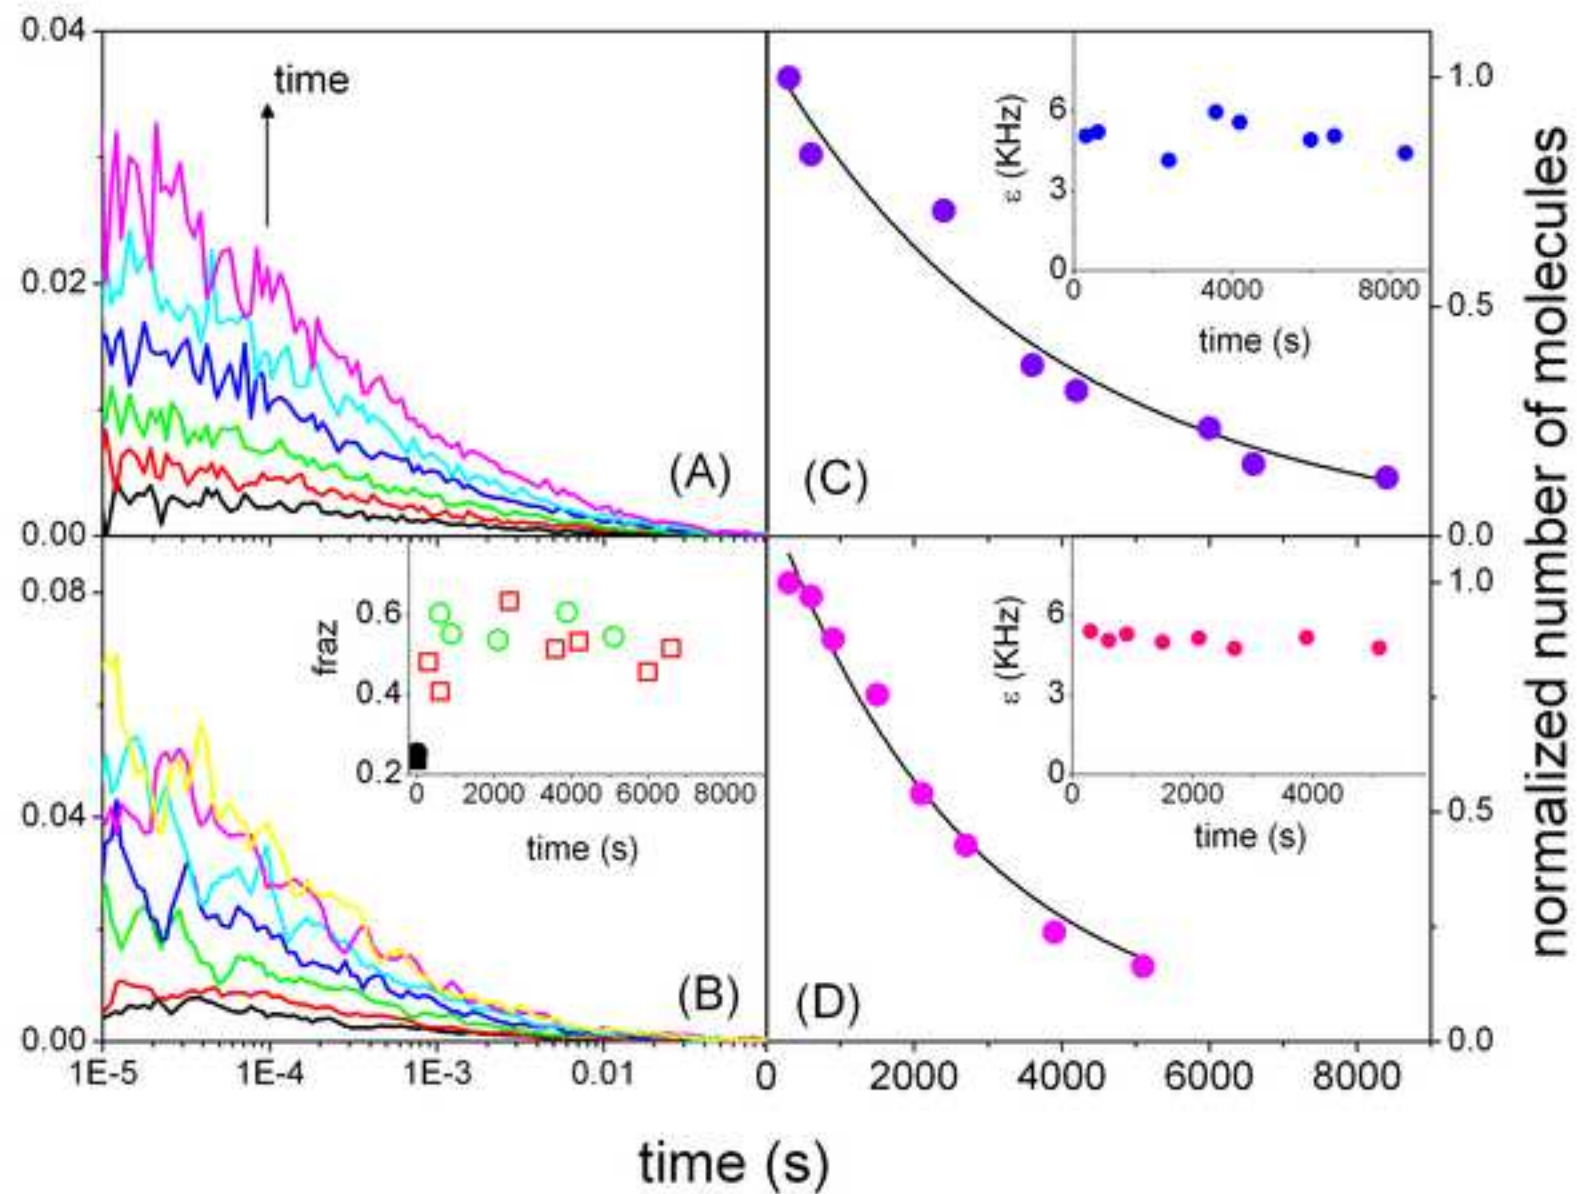 0.04
time
0.02
0.00
(A)
1.0
0.5
0.0
(C)
ε (KHz)
6
3
0
0 4000 8000
time (s)
0.08
0.04
0.00
(B)
1E-5 1E-4 1E-3 0.01
fraz
0.6
0.4
0.2
0 2000 4000 6000 8000
time (s)
1.0
0.5
0.0
(D)
0 2000 4000 6000 8000
ε (KHz)
6
3
0
0 2000 4000
time (s)
normalized number of molecules
time (s)